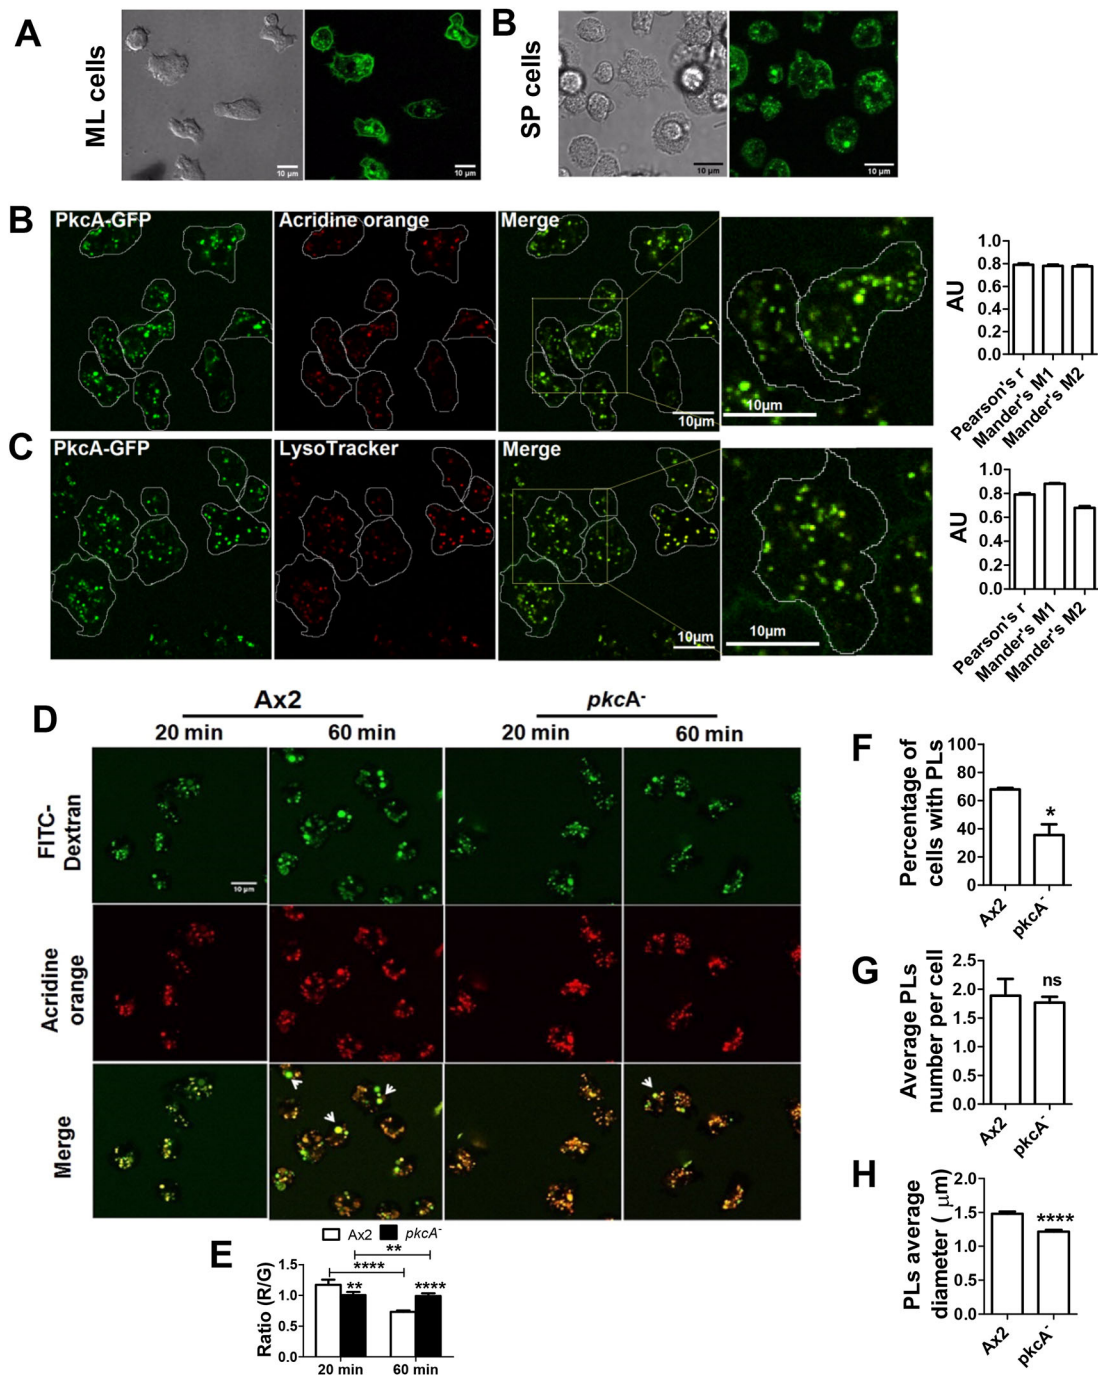 A
ML cells
10 µm
10 µm
B
SP cells
10 µm
10 µm
B
PkcA-GFP
Acridine orange
Merge
10µm
10µm
AU
1.0
0.8
0.6
0.4
0.2
0.0
Pearson's r
Mander's M1
Mander's M2
C
PkcA-GFP
LysoTracker
Merge
10µm
10µm
AU
1.0
0.8
0.6
0.4
0.2
0.0
Pearson's r
Mander's M1
Mander's M2
D
Ax2
pkcA-
20 min
60 min
20 min
60 min
FITC-
Dextran
10 µm
Acridine
orange
Merge
E
Ax2
pkcA-
Ratio (R/G)
1.5
1.0
0.5
0.0
**
****
**
****
20 min
60 min
F
Percentage of
cells with PLs
100
80
60
40
20
0
*
Ax2
pkcA-
G
Average PLs
number per cell
2.5
2.0
1.5
1.0
0.5
0.0
ns
Ax2
pkcA-
H
PLs average
diameter ( µm)
2.0
1.5
1.0
0.5
0.0
****
Ax2
pkcA-